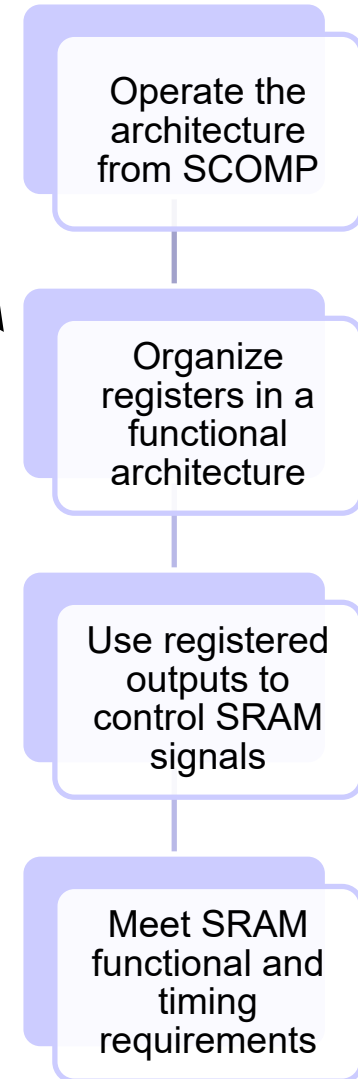 Operate the
architecture
from SCOMP
Organize
registers in a
functional
architecture
Use registered
outputs to
control SRAM
signals
Meet SRAM
functional and
timing
requirements